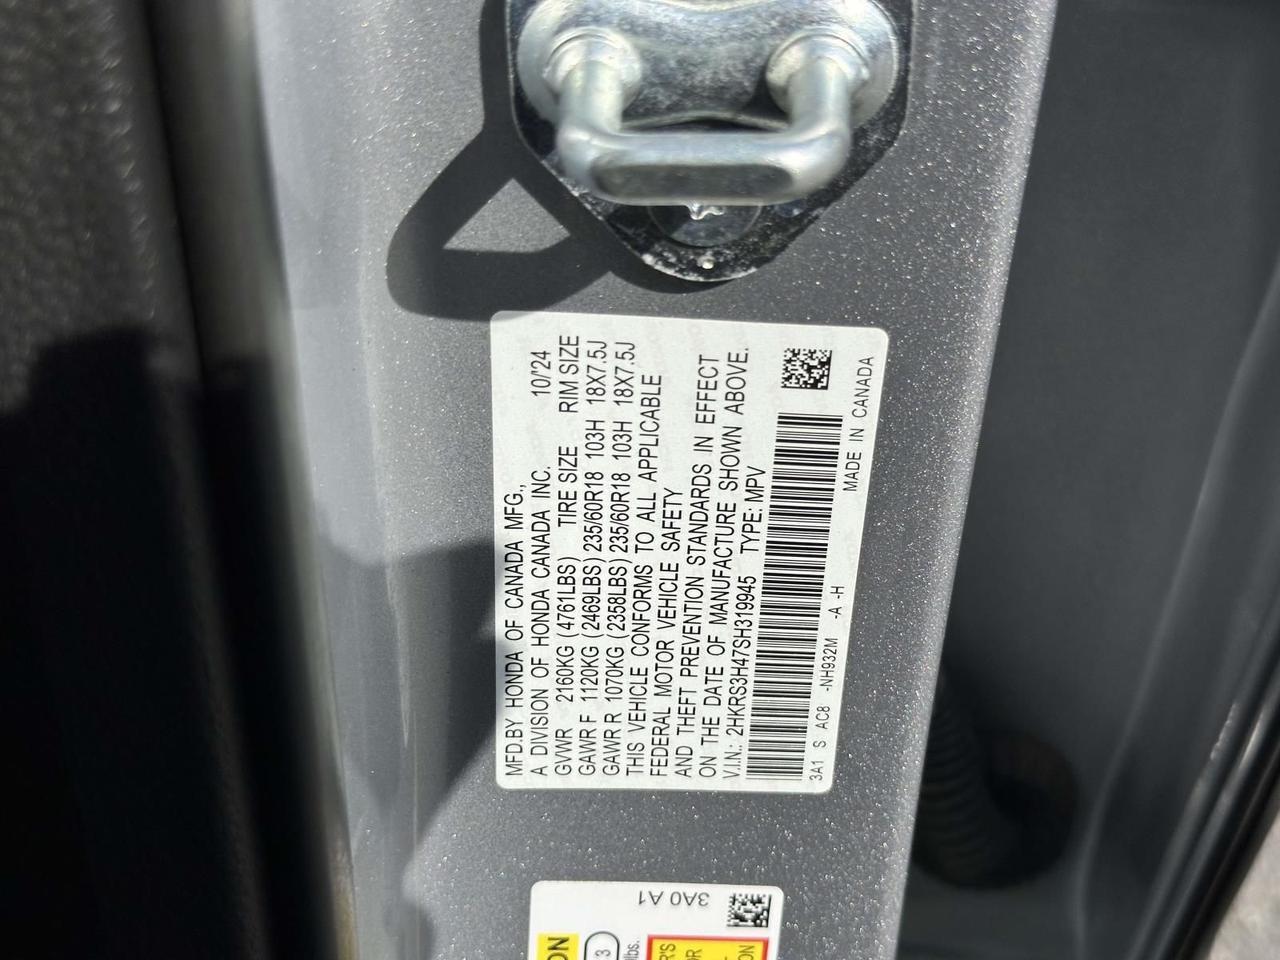 MFD.BY HONDA OF CANADA MFG.,
A DIVISION OF HONDA CANADA INC. 10/'24
GVWR 2160KG (4761LBS) TIRE SIZE RIM SIZE
GAWR F 1120KG (2469LBS) 235/60R18 103H 18X7.5J
GAWR R 1070KG (2358LBS) 235/60R18 103H 18X7.5J
THIS VEHICLE CONFORMS TO ALL APPLICABLE
FEDERAL MOTOR VEHICLE SAFETY
AND THEFT PREVENTION STANDARDS IN EFFECT
ON THE DATE OF MANUFACTURE SHOWN ABOVE.
V.I.N.: 2HKRS3H47SH319945 TYPE: MPV
3A1 S AC8 -NH932M -A -H MADE IN CANADA
3A0 A1
lbs.